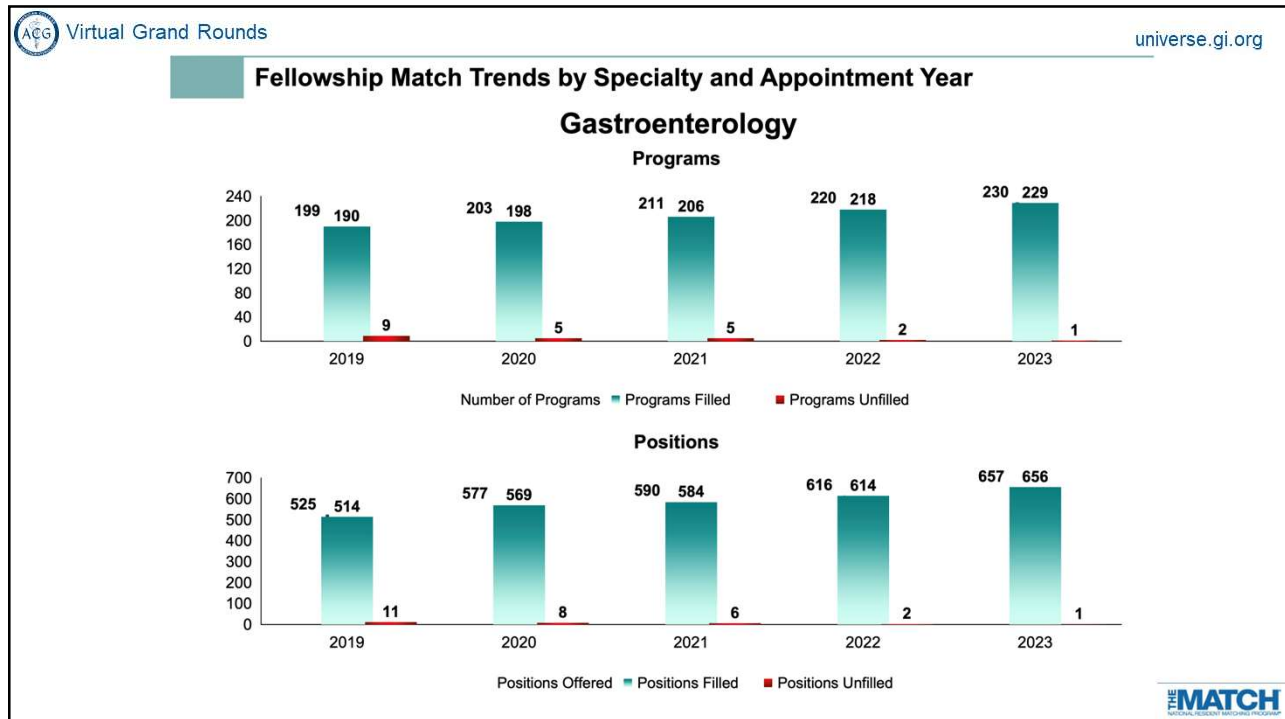 ACG
Virtual Grand Rounds
universe.gi.org
Fellowship Match Trends by Specialty and Appointment Year
Gastroenterology
Programs
240
200
160
120
80
40
0
199 190
9
203 198
5
211 206
5
220 218
2
230 229
1
2019 2020 2021 2022 2023
Number of Programs Programs Filled Programs Unfilled
Positions
700
600
500
400
300
200
100
0
525 514
11
577 569
8
590 584
6
616 614
2
657 656
1
2019 2020 2021 2022 2023
Positions Offered Positions Filled Positions Unfilled
THE MATCH
NATIONAL RESIDENT MATCHING PROGRAM®